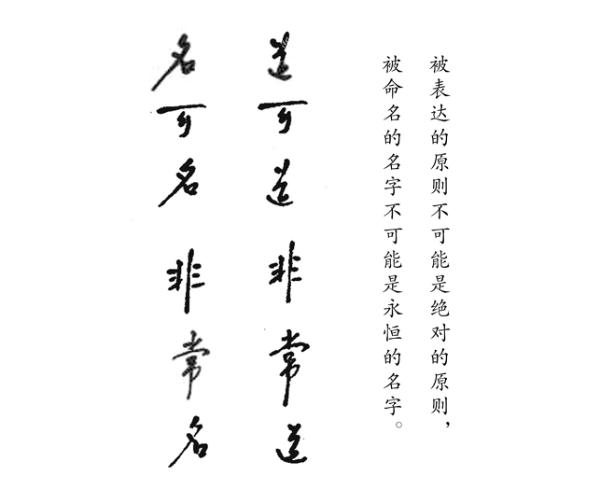 被表达的原则不可能是绝对的原则，
被命名的名字不可能是永恒的名字。
道可道非常道
名可名非常名